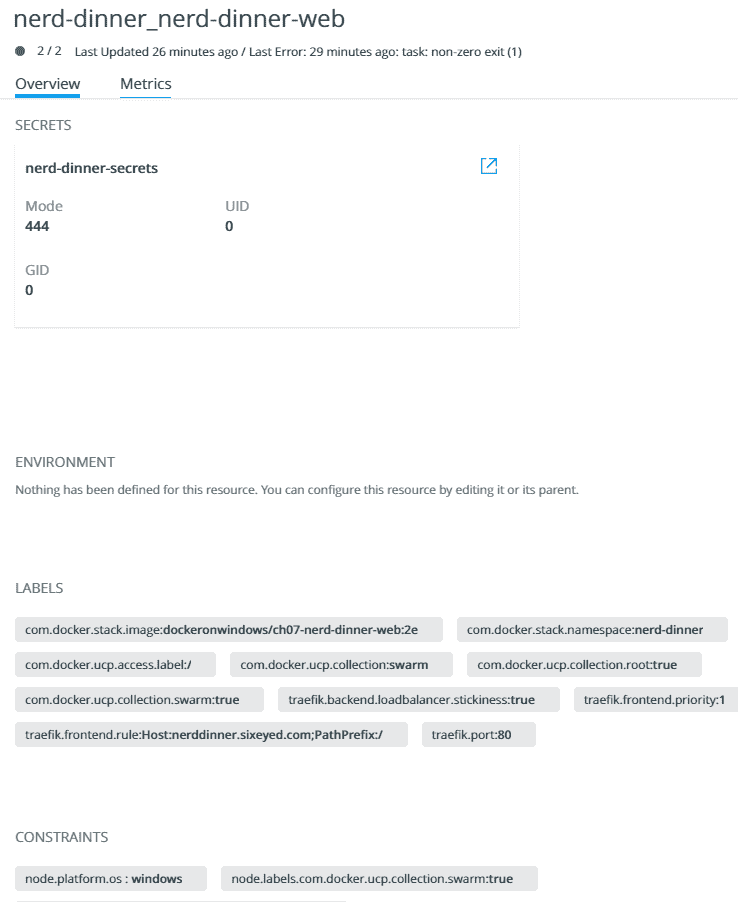 nerd-dinner_nerd-dinner-web
2 / 2 Last Updated 26 minutes ago / Last Error: 29 minutes ago: task: non-zero exit (1)
Overview Metrics
SECRETS
nerd-dinner-secrets
Mode UID
444 0
GID
0
ENVIRONMENT
Nothing has been defined for this resource. You can configure this resource by editing it or its parent.
LABELS
com.docker.stack.image:dockeronwindows/ch07-nerd-dinner-web:2e com.docker.stack.namespace:nerd-dinner
com.docker.ucp.access.label:/ com.docker.ucp.collection:swarm com.docker.ucp.collection.root:true
com.docker.ucp.collection.swarm:true traefik.backend.loadbalancer.stickiness:true traefik.frontend.priority:1
traefik.frontend.rule:Host:nerddinner.sixeyed.com;PathPrefix:/ traefik.port:80
CONSTRAINTS
node.platform.os : windows node.labels.com.docker.ucp.collection.swarm:true